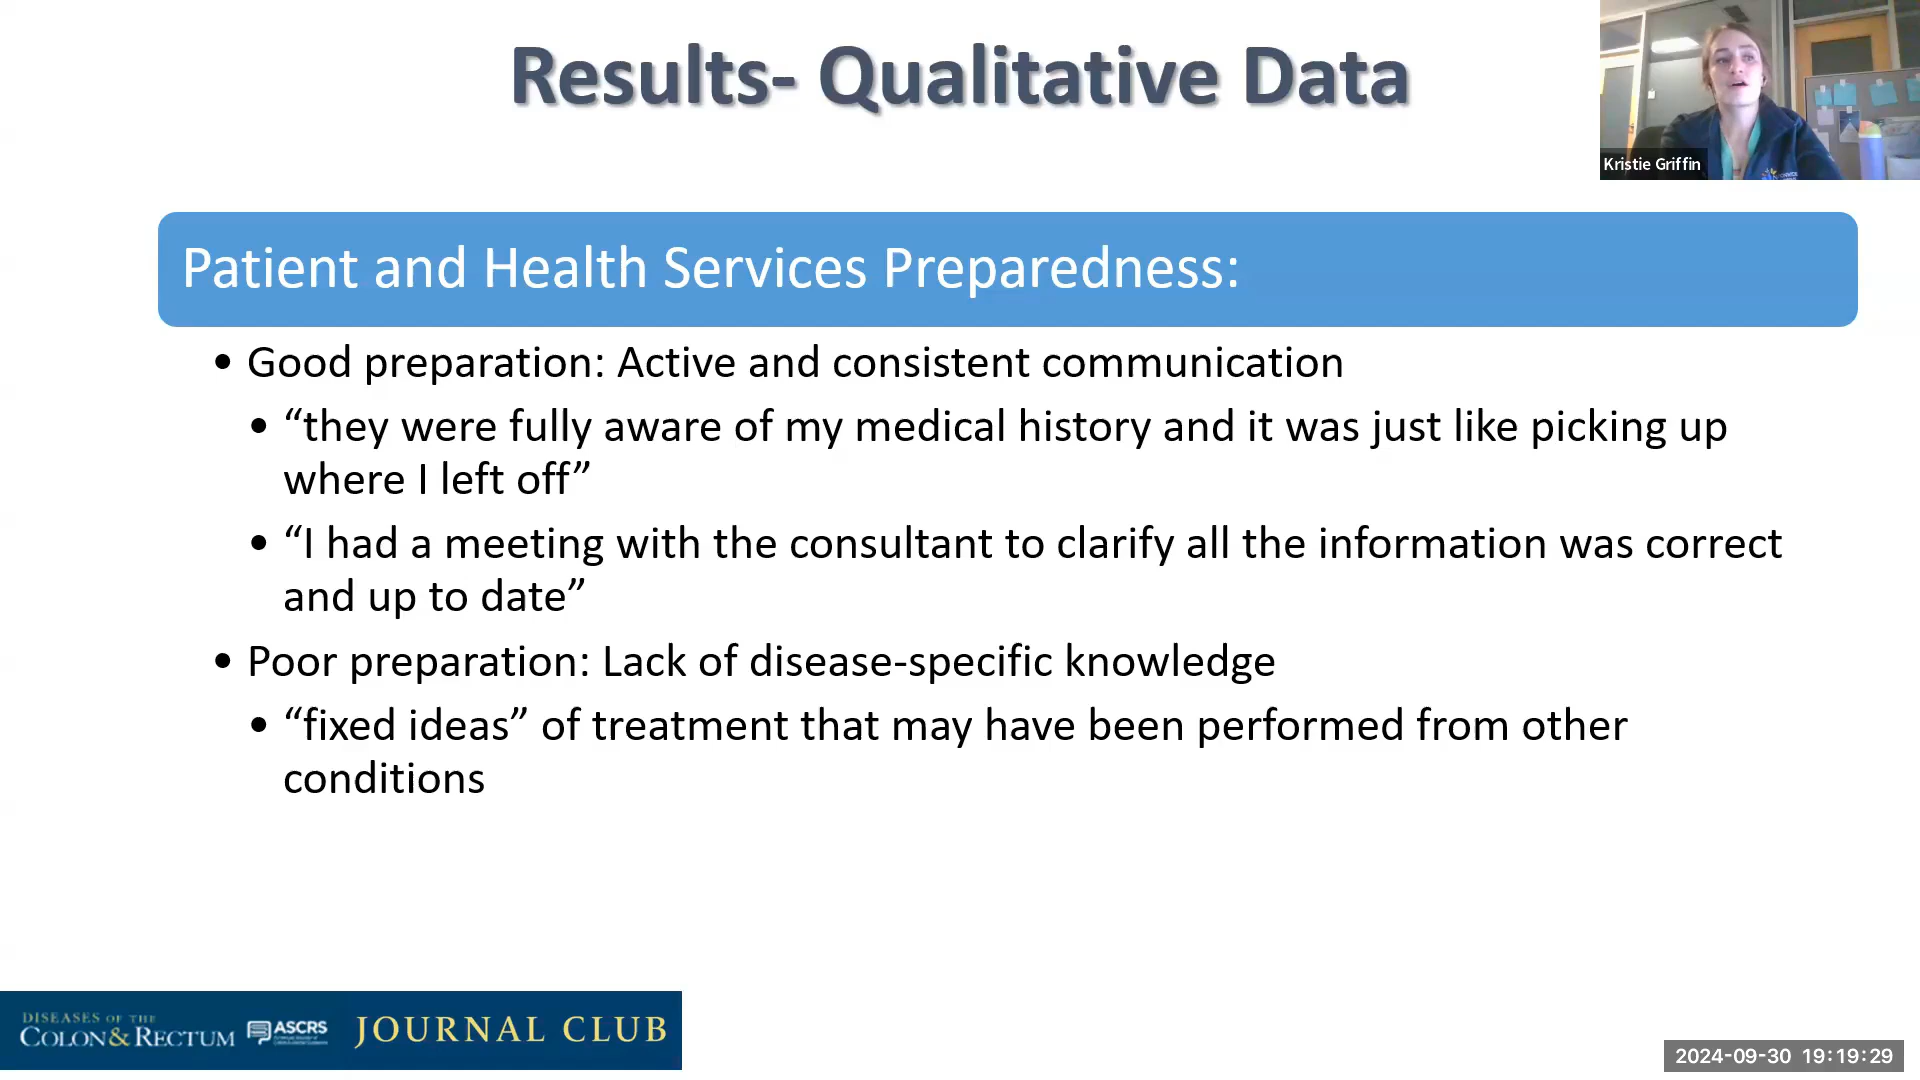 Results- Qualitative Data
Kristie Griffin
Patient and Health Services Preparedness:
• Good preparation: Active and consistent communication
• “they were fully aware of my medical history and it was just like picking up
where I left off”
• “I had a meeting with the consultant to clarify all the information was correct
and up to date”
• Poor preparation: Lack of disease-specific knowledge
• “fixed ideas” of treatment that may have been performed from other
conditions
DISEASES OF THE
COLON&RECTUM
ASCRS
JOURNAL CLUB
2024-09-30 19:19:29